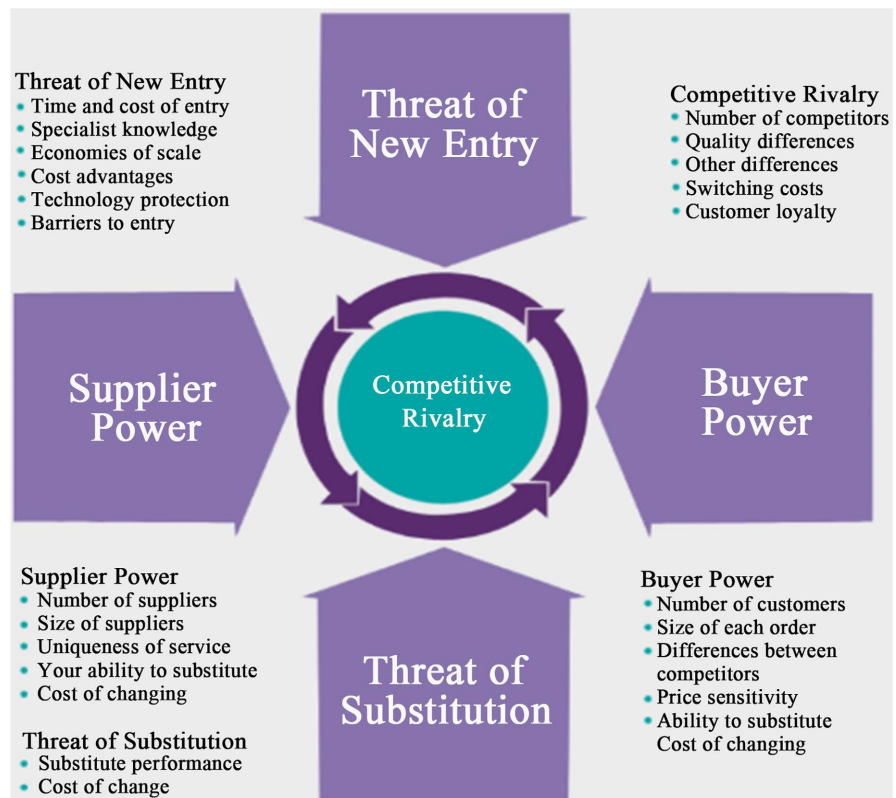 Threat of New Entry
Time and cost of entry
Specialist knowledge
Economies of scale
Cost advantages
Technology protection
Barriers to entry
Threat of
New Entry
Competitive Rivalry
Number of competitors
Quality differences
Other differences
Switching costs
Customer loyalty
Supplier
Power
Competitive
Rivalry
Buyer
Power
Supplier Power
Number of suppliers
Size of suppliers
Uniqueness of service
Your ability to substitute
Cost of changing
Threat of Substitution
Substitute performance
Cost of change
Threat of
Substitution
Buyer Power
Number of customers
Size of each order
Differences between
competitors
Price sensitivity
Ability to substitute
Cost of changing